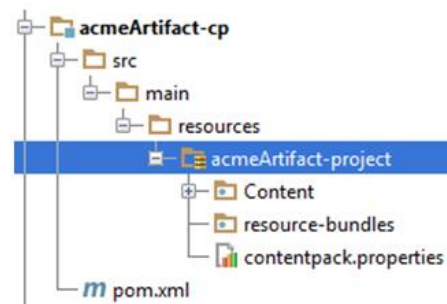 acmeArtifact-cp
src
main
resources
acmeArtifact-project
Content
resource-bundles
contentpack.properties
m pom.xml